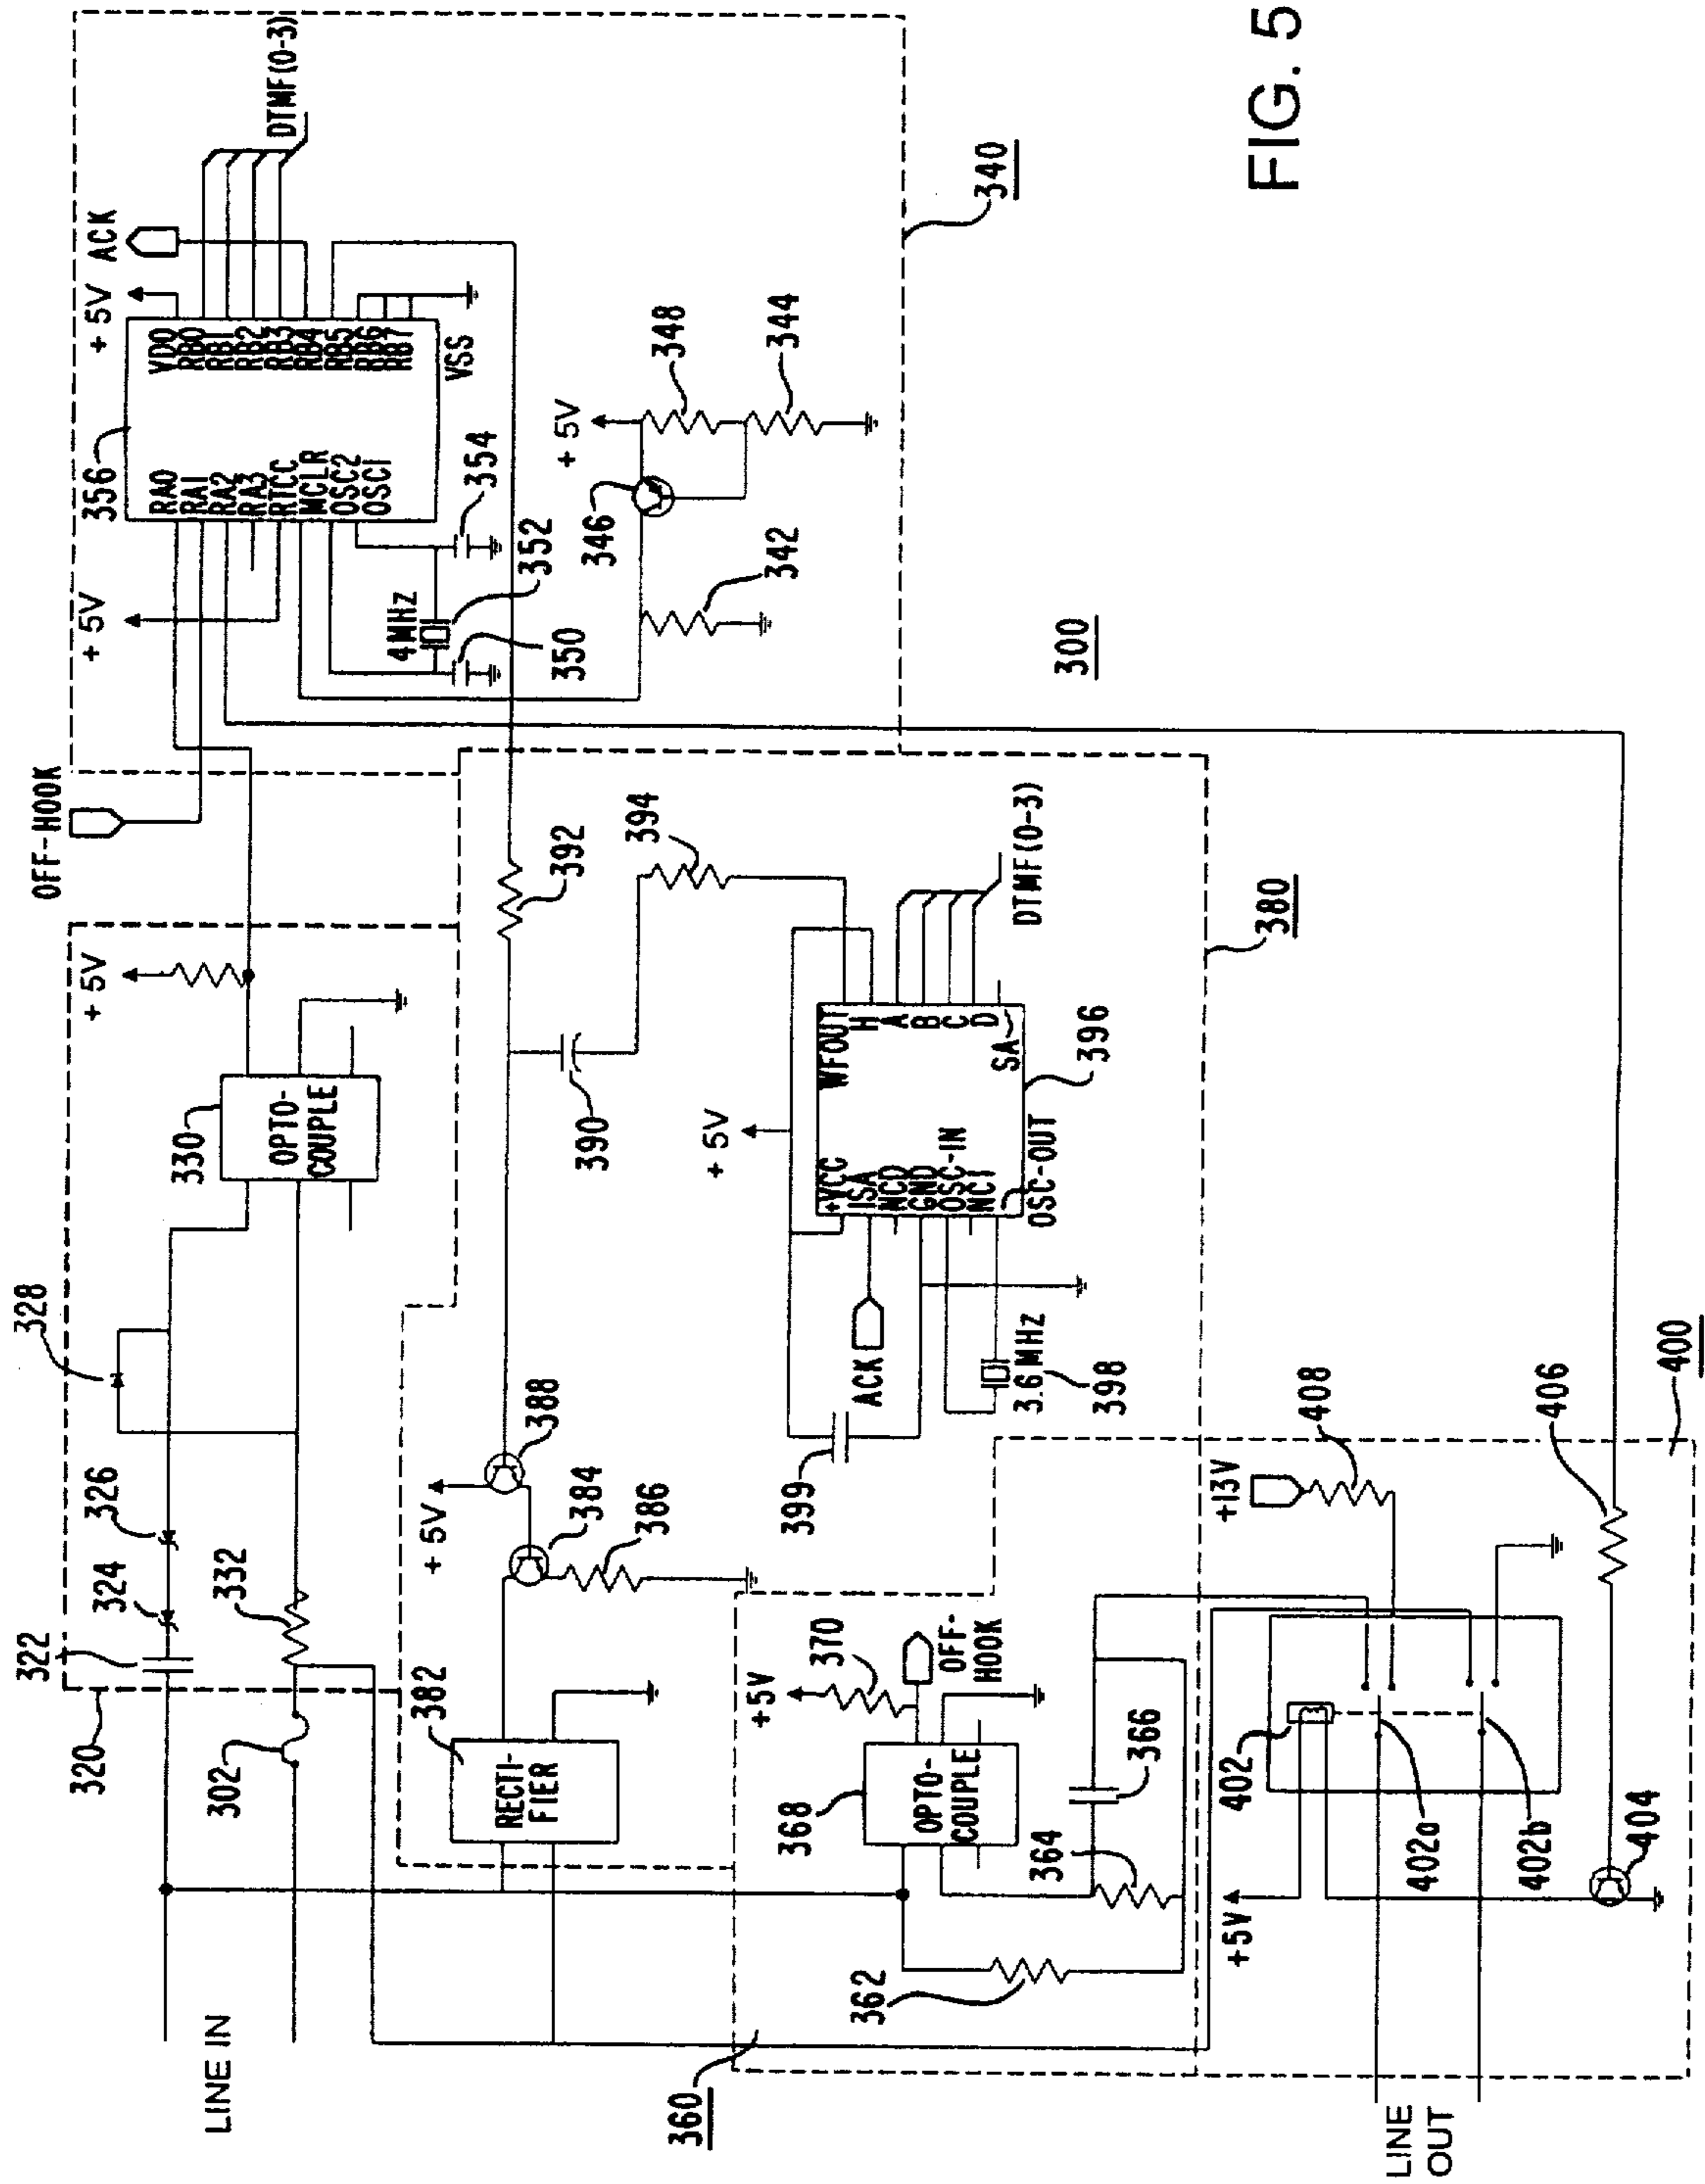 LINE IN
320
322
324
326
328
330
OPTO-
COUPLE
+5V
OFF-HOOK
302
332
+5V
356
RA0
RA1
RA2
RA3
RTCC
MCLR
OSC2
OSC1
VDO
RB0
RB1
RB2
RB3
RB4
RB5
RB6
RB7
VSS
+5V
ACK
DTMF(0-3)
4MHz
350
352
354
+5V
346
348
344
342
340
300
FIG. 5
382
RECTI-
FIER
+5V
388
384
386
392
390
394
+5V
+VCC
ISA
NCD
GND
OSC-IN
NC1
OSC-OUT
WFOUT
H
A
B
C
D
SA
396
DTMF(0-3)
399
ACK
3.6MHz
398
380
360
362
364
366
368
OPTO-
COUPLE
+5V
370
OFF-
HOOK
LINE
OUT
+5V
402
402a
402b
404
+13V
408
406
400